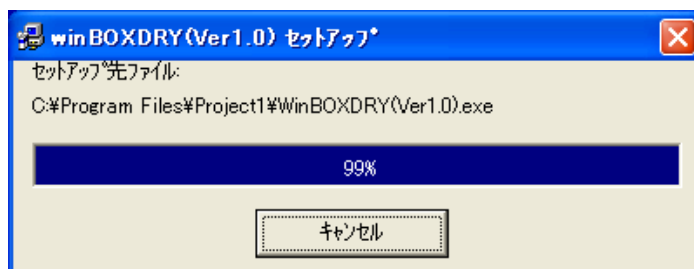 winBOXDRY(Ver1.0) ｾｯﾄｱｯﾌﾟ
ｾｯﾄｱｯﾌﾟ先ﾌｧｲﾙ:
C:¥Program Files¥Project1¥WinBOXDRY(Ver1.0).exe
99%
ｷｬﾝｾﾙ